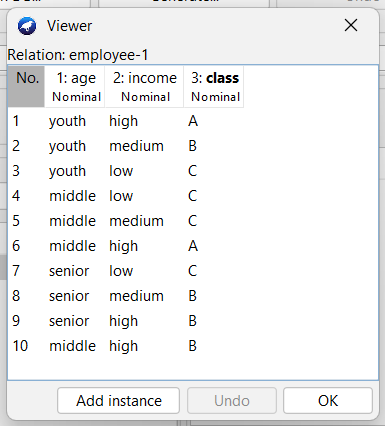 Viewer
Relation: employee-1
No. 1: age 2: income 3: class
Nominal Nominal Nominal
1 youth high A
2 youth medium B
3 youth low C
4 middle low C
5 middle medium C
6 middle high A
7 senior low C
8 senior medium B
9 senior high B
10 middle high B
Add instance Undo OK